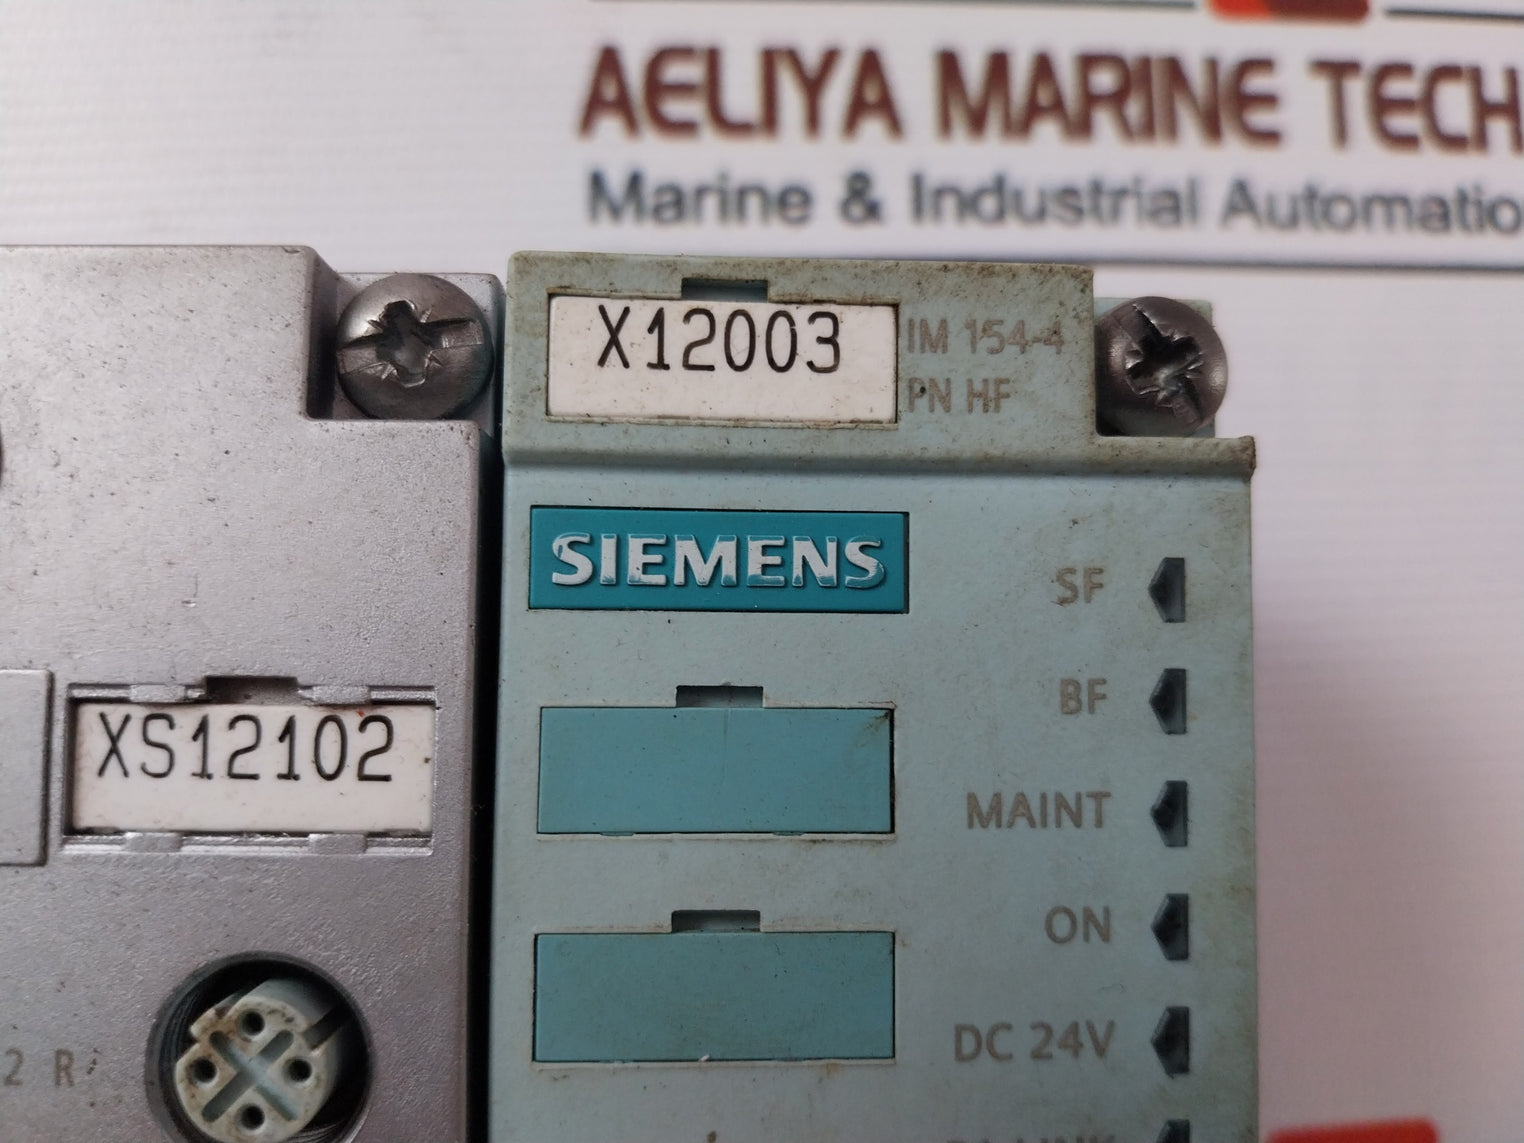 AELIYA MARINE TECH
Marine & Industrial Automatio
X12003
IM 154-4
PN HF
SIEMENS
SF
BF
XS12102
MAINT
ON
DC 24V
2 R